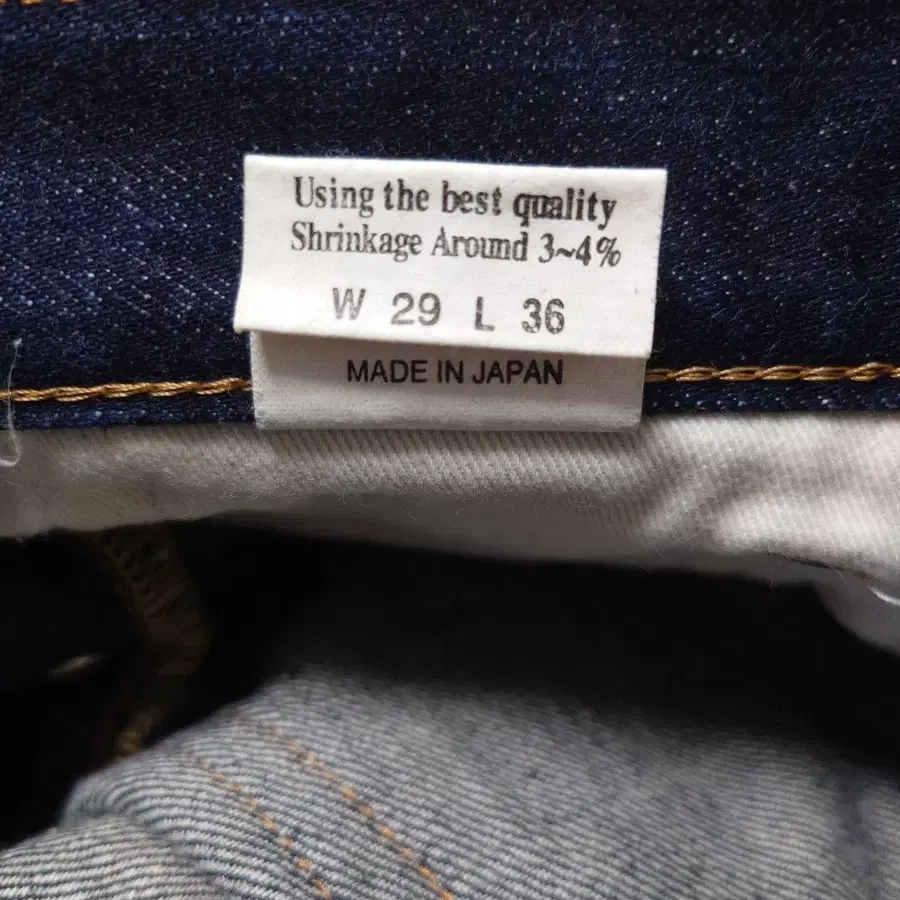 Using the best quality
Shrinkage Around 3~4%
W 29 L 36
MADE IN JAPAN